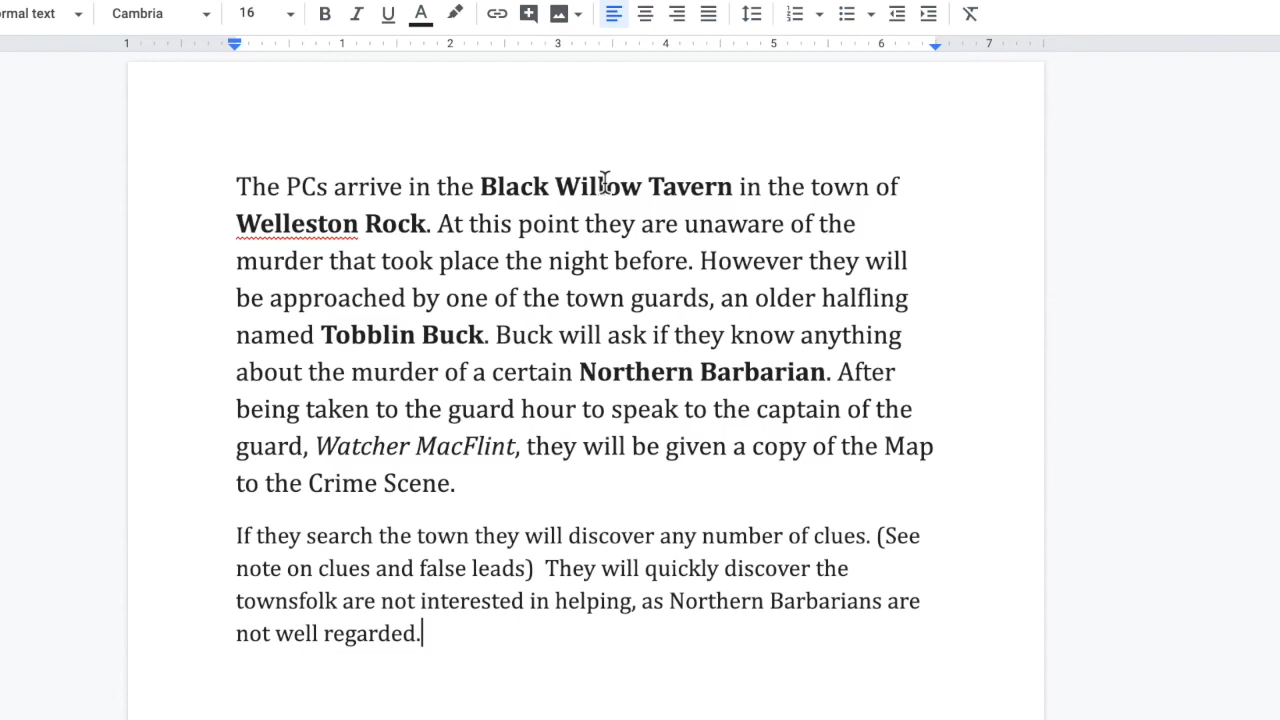 rmal text Cambria 16 B I U A
1 1 2 3 4 5 6 7
The PCs arrive in the Black Willow Tavern in the town of
Welleston Rock. At this point they are unaware of the
murder that took place the night before. However they will
be approached by one of the town guards, an older halfling
named Tobblin Buck. Buck will ask if they know anything
about the murder of a certain Northern Barbarian. After
being taken to the guard hour to speak to the captain of the
guard, Watcher MacFlint, they will be given a copy of the Map
to the Crime Scene.
If they search the town they will discover any number of clues. (See
note on clues and false leads)  They will quickly discover the
townsfolk are not interested in helping, as Northern Barbarians are
not well regarded.